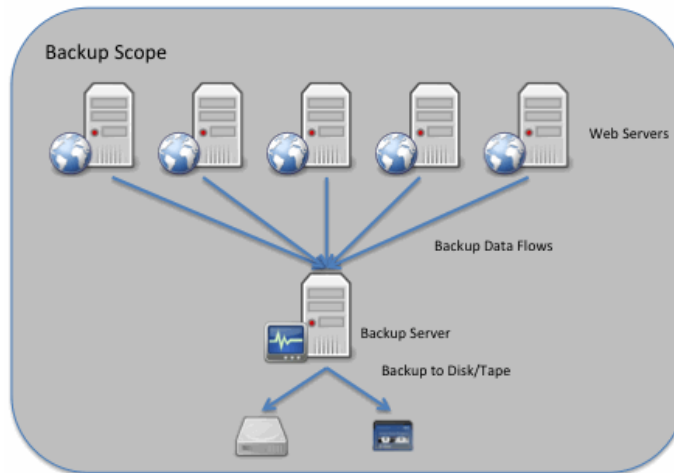 Backup Scope
Web Servers
Backup Data Flows
Backup Server
Backup to Disk/Tape